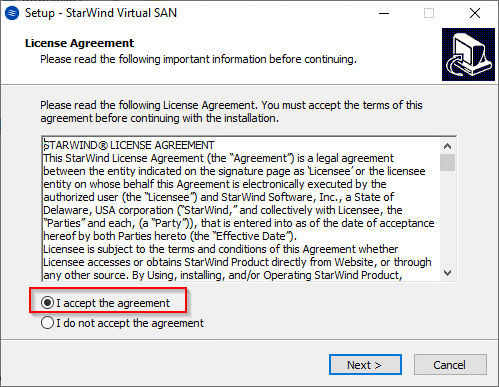 Setup - StarWind Virtual SAN
License Agreement
Please read the following important information before continuing.
Please read the following License Agreement. You must accept the terms of this
agreement before continuing with the installation.
STARWIND® LICENSE AGREEMENT
This StarWind License Agreement (the “Agreement”) is a legal agreement
between the entity indicated on the signature page as ‘Licensee’ or the licensee
entity on whose behalf this Agreement is electronically executed by the
authorized user (the “Licensee”) and StarWind Software, Inc., a State of
Delaware, USA corporation (“StarWind,” and collectively with Licensee, the
“Parties” and each, (a “Party”)), that is entered into as of the date of acceptance
hereof by both Parties hereto (the “Effective Date”).
Licensee is subject to the terms and conditions of this Agreement whether
Licensee accesses or obtains StarWind Product directly from Website, or through
any other source. By Using, installing, and/or Operating StarWind Product,
I accept the agreement
I do not accept the agreement
Next >
Cancel